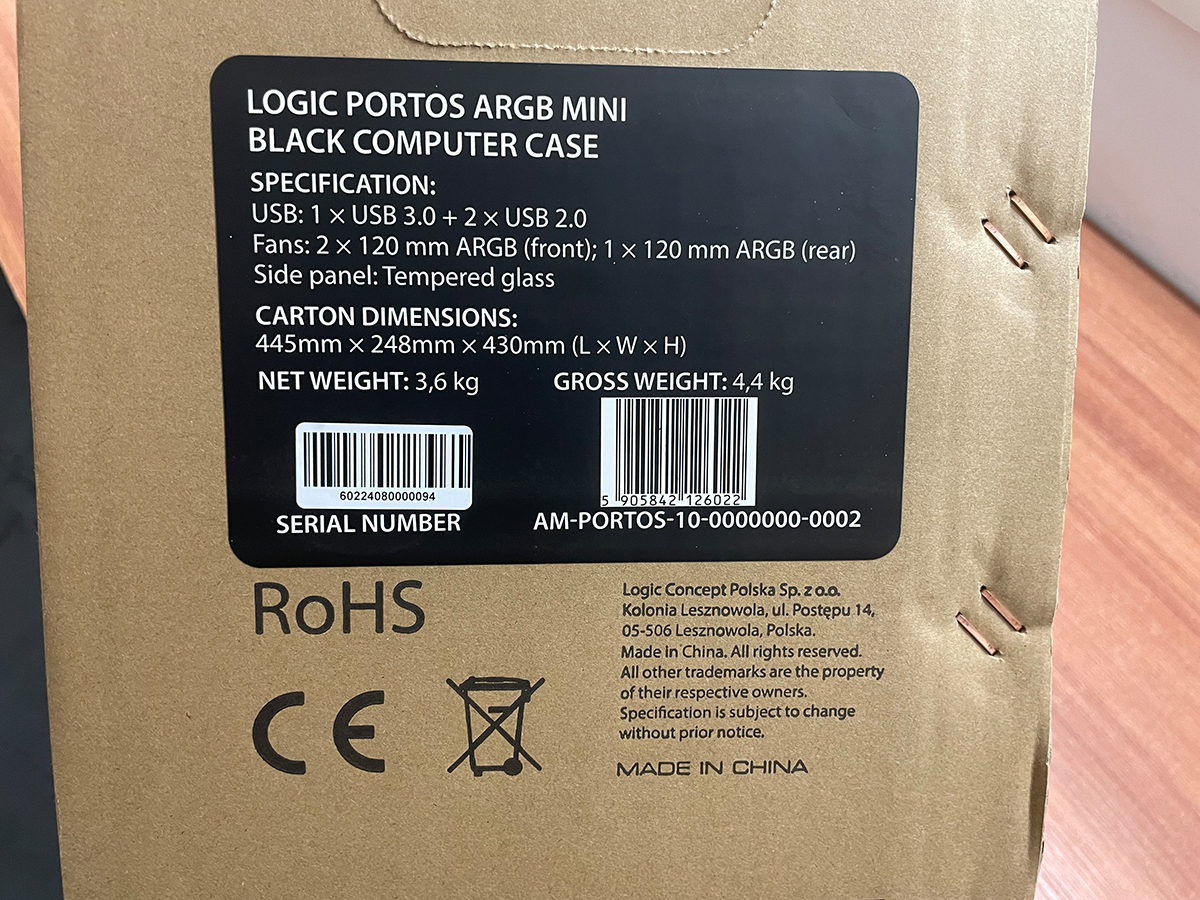 LOGIC PORTOS ARGB MINI
BLACK COMPUTER CASE
SPECIFICATION:
USB: 1 × USB 3.0 + 2 × USB 2.0
Fans: 2 × 120 mm ARGB (front); 1 × 120 mm ARGB (rear)
Side panel: Tempered glass
CARTON DIMENSIONS:
445mm × 248mm × 430mm (L × W × H)
NET WEIGHT: 3,6 kg
GROSS WEIGHT: 4,4 kg
60224080000094
SERIAL NUMBER
5 905842 126022
AM-PORTOS-10-0000000-0002
RoHS
CE
Logic Concept Polska Sp. z o.o.
Kolonia Lesznowola, ul. Postępu 14,
05-506 Lesznowola, Polska.
Made in China. All rights reserved.
All other trademarks are the property
of their respective owners.
Specification is subject to change
without prior notice.
MADE IN CHINA